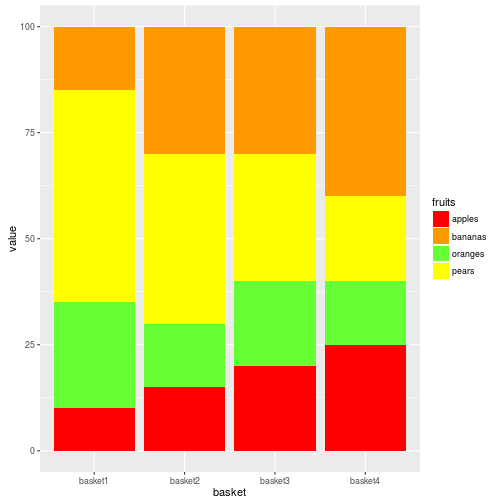 100
75
50
25
0
value
basket1 basket2 basket3 basket4
basket
fruits
apples
bananas
oranges
pears